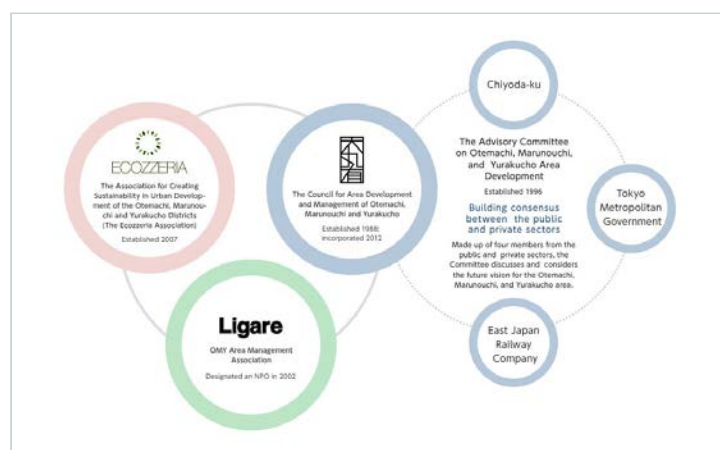 ECOZZERIA
The Association for Creating
Sustainability in Urban Develop-
ment of the Otemachi, Marunou-
chi and Yurakucho Districts
(The Ecozzeria Association)
Established 2007
The Council for Area Development
and Management of Otemachi,
Marunouchi and Yurakucho
Established 1988;
incorporated 2012
Ligare
OMY Area Management
Association
Designated an NPO in 2002
Chiyoda-ku
The Advisory Committee
on Otemachi, Marunouchi,
and Yurakucho Area
Development
Established 1996
Building consensus
between the public
and private sectors
Made up of four members from the
public and private sectors, the
Committee discusses and considers
the future vision for the Otemachi,
Marunouchi, and Yurakucho area.
Tokyo
Metropolitan
Government
East Japan
Railway
Company